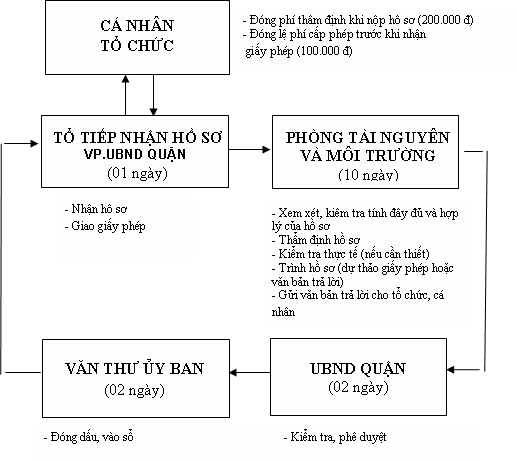 CÁ NHÂN
TỔ CHỨC
- Đóng phí thẩm định khi nộp hồ sơ (200.000 đ)
- Đóng lệ phí cấp phép trước khi nhận
giấy phép (100.000 đ)
TỔ TIẾP NHẬN HỒ SƠ
VP.UBND QUẬN
(01 ngày)
PHÒNG TÀI NGUYÊN
VÀ MÔI TRƯỜNG
(10 ngày)
- Nhận hồ sơ
- Giao giấy phép
- Xem xét, kiểm tra tính đầy đủ và hợp
lý của hồ sơ
- Thẩm định hồ sơ
- Kiểm tra thực tế (nếu cần thiết)
- Trình hồ sơ (dự thảo giấy phép hoặc
văn bản trả lời)
- Gửi văn bản trả lời cho tổ chức, cá
nhân
VĂN THƯ ỦY BAN
(02 ngày)
UBND QUẬN
(02 ngày)
- Đóng dấu, vào sổ
- Kiểm tra, phê duyệt